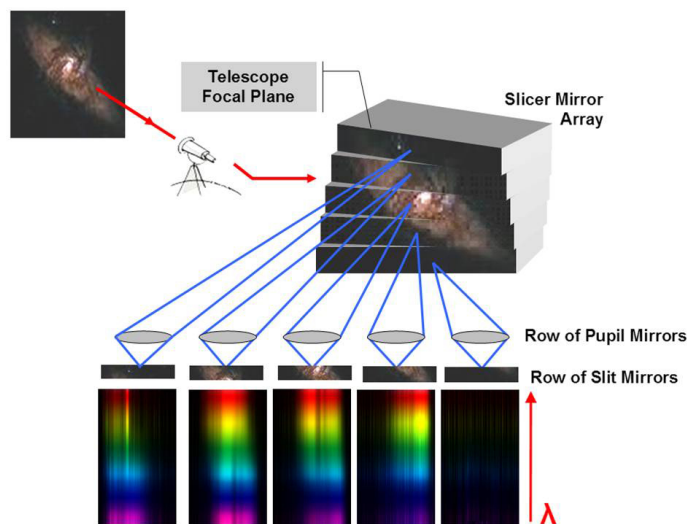 Telescope
Focal Plane
Slicer Mirror
Array
Row of Pupil Mirrors
Row of Slit Mirrors
λ